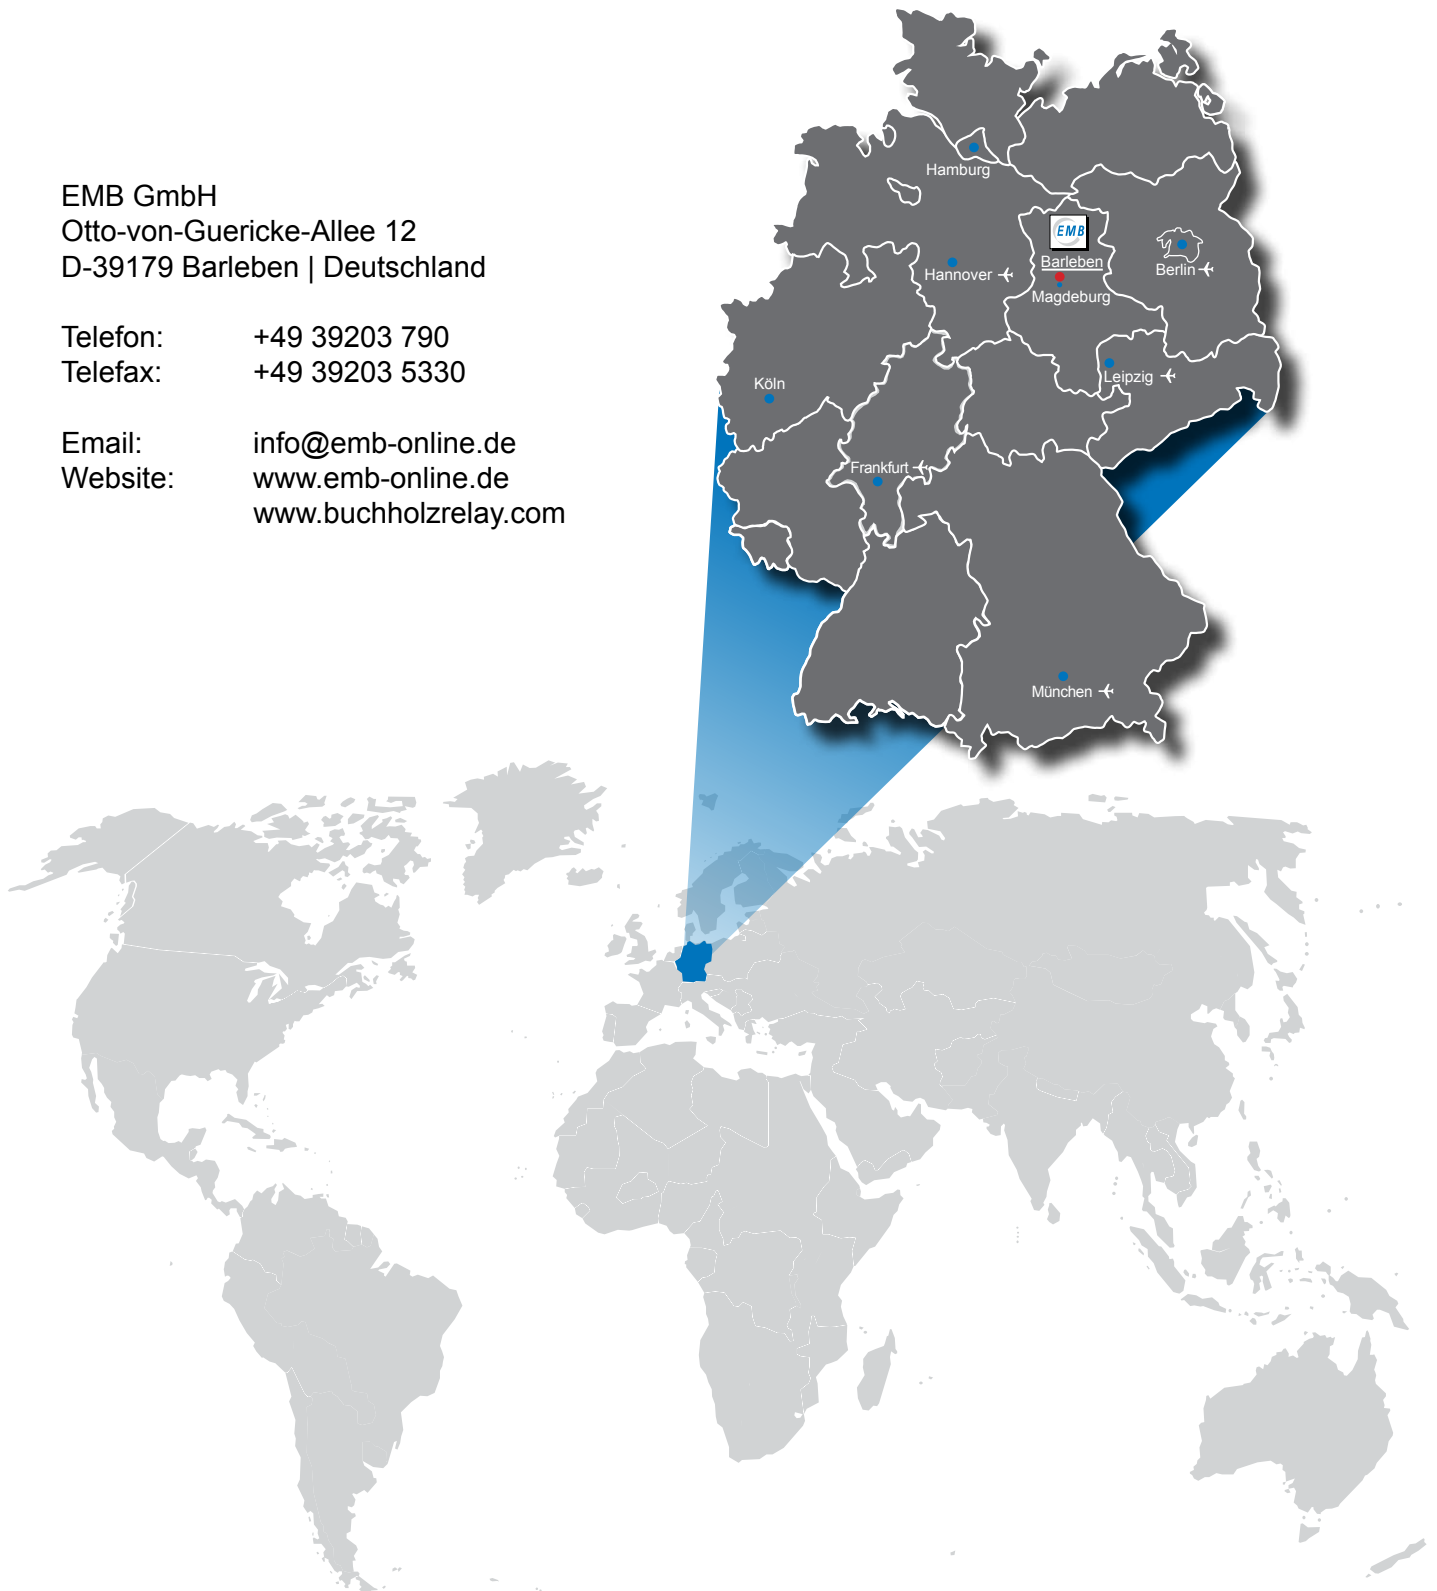 EMB GmbH
Otto-von-Guericke-Allee 12
D-39179 Barleben | Deutschland
Telefon: +49 39203 790
Telefax: +49 39203 5330
Email: info@emb-online.de
Website: www.emb-online.de
www.buchholzrelay.com
Hamburg
EMB
Barleben
Berlin
Hannover
Magdeburg
Leipzig
Köln
Frankfurt
München